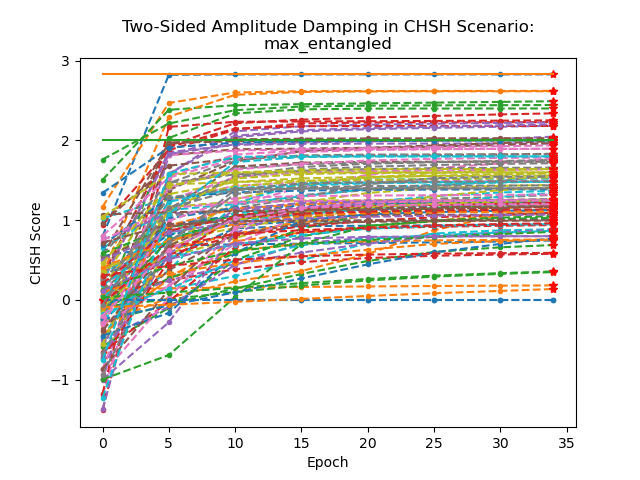 Two-Sided Amplitude Damping in CHSH Scenario:
max_entangled
3
2
1
0
−1
CHSH Score
0 5 10 15 20 25 30 35
Epoch